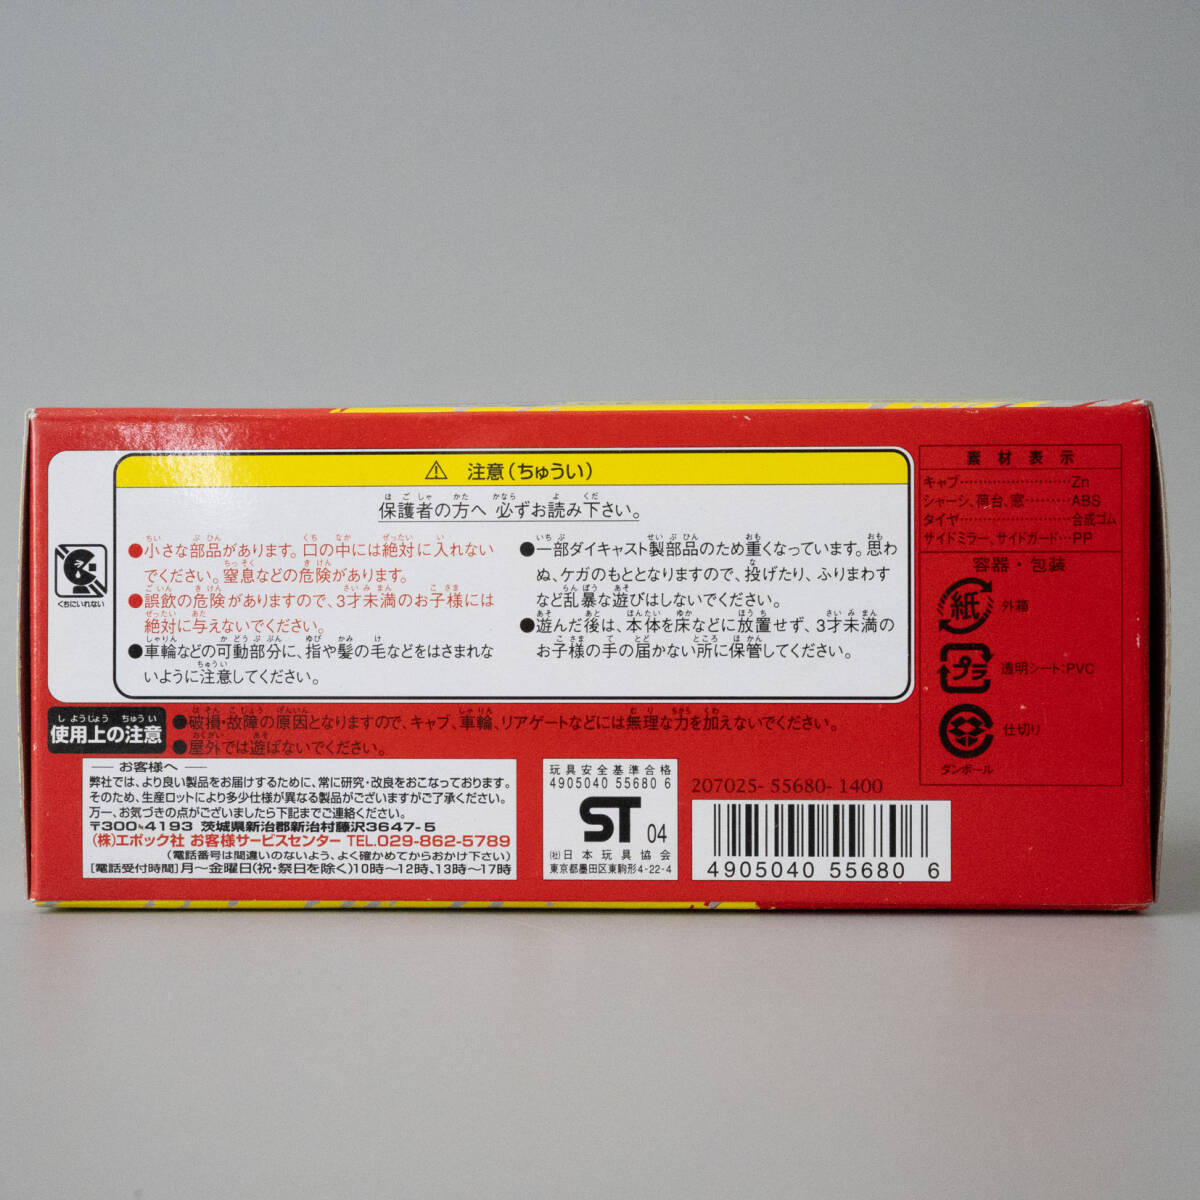 注意(ちゅうい)
保護者の方へ 必ずお読み下さい。
●小さな部品があります。口の中には絶対に入れない
でください。窒息などの危険があります。
●誤飲の危険がありますので、3才未満のお子様には
絶対に与えないでください。
●車輪などの可動部分に、指や髪の毛などをはさまれな
いように注意してください。
●一部ダイキャスト製部品のため重くなっています。思わ
ぬ、ケガのもととなりますので、投げたり、ふりまわす
など乱暴な遊びはしないでください。
●遊んだ後は、本体を床などに放置せず、3才未満の
お子様の手の届かない所に保管してください。
くちにいれない
使用上の注意
●破損・故障の原因となりますので、キャブ、車輪、リアゲートなどには無理な力を加えないでください。
●屋外では遊ばないでください。
お客様へ
弊社では、より良い製品をお届けするために、常に研究・改良をおこなっております。
そのため、生産ロットにより多少仕様が異なる製品がございますがご了承ください。
万一、お気づきの点がございましたら下記までご連絡ください。
〒300-4193 茨城県新治郡新治村藤沢3647-5
(株)エポック社 お客様サービスセンター TEL.029-862-5789
(電話番号は間違いのないよう、よく確かめてからおかけ下さい)
[電話受付時間]月〜金曜日(祝・祭日を除く)10時〜12時、13時〜17時
玩具安全基準合格
4905040 55680 6
ST 04
(社)日本玩具協会
東京都墨田区東駒形4-22-4
207025-55680-1400
4905040 55680 6
素材表示
キャブ…………………Zn
シャーシ、荷台、窓………ABS
タイヤ…………………合成ゴム
サイドミラー、サイドガード…PP
容器・包装
紙 外箱
プラ 透明シート:PVC
仕切り
ダンボール